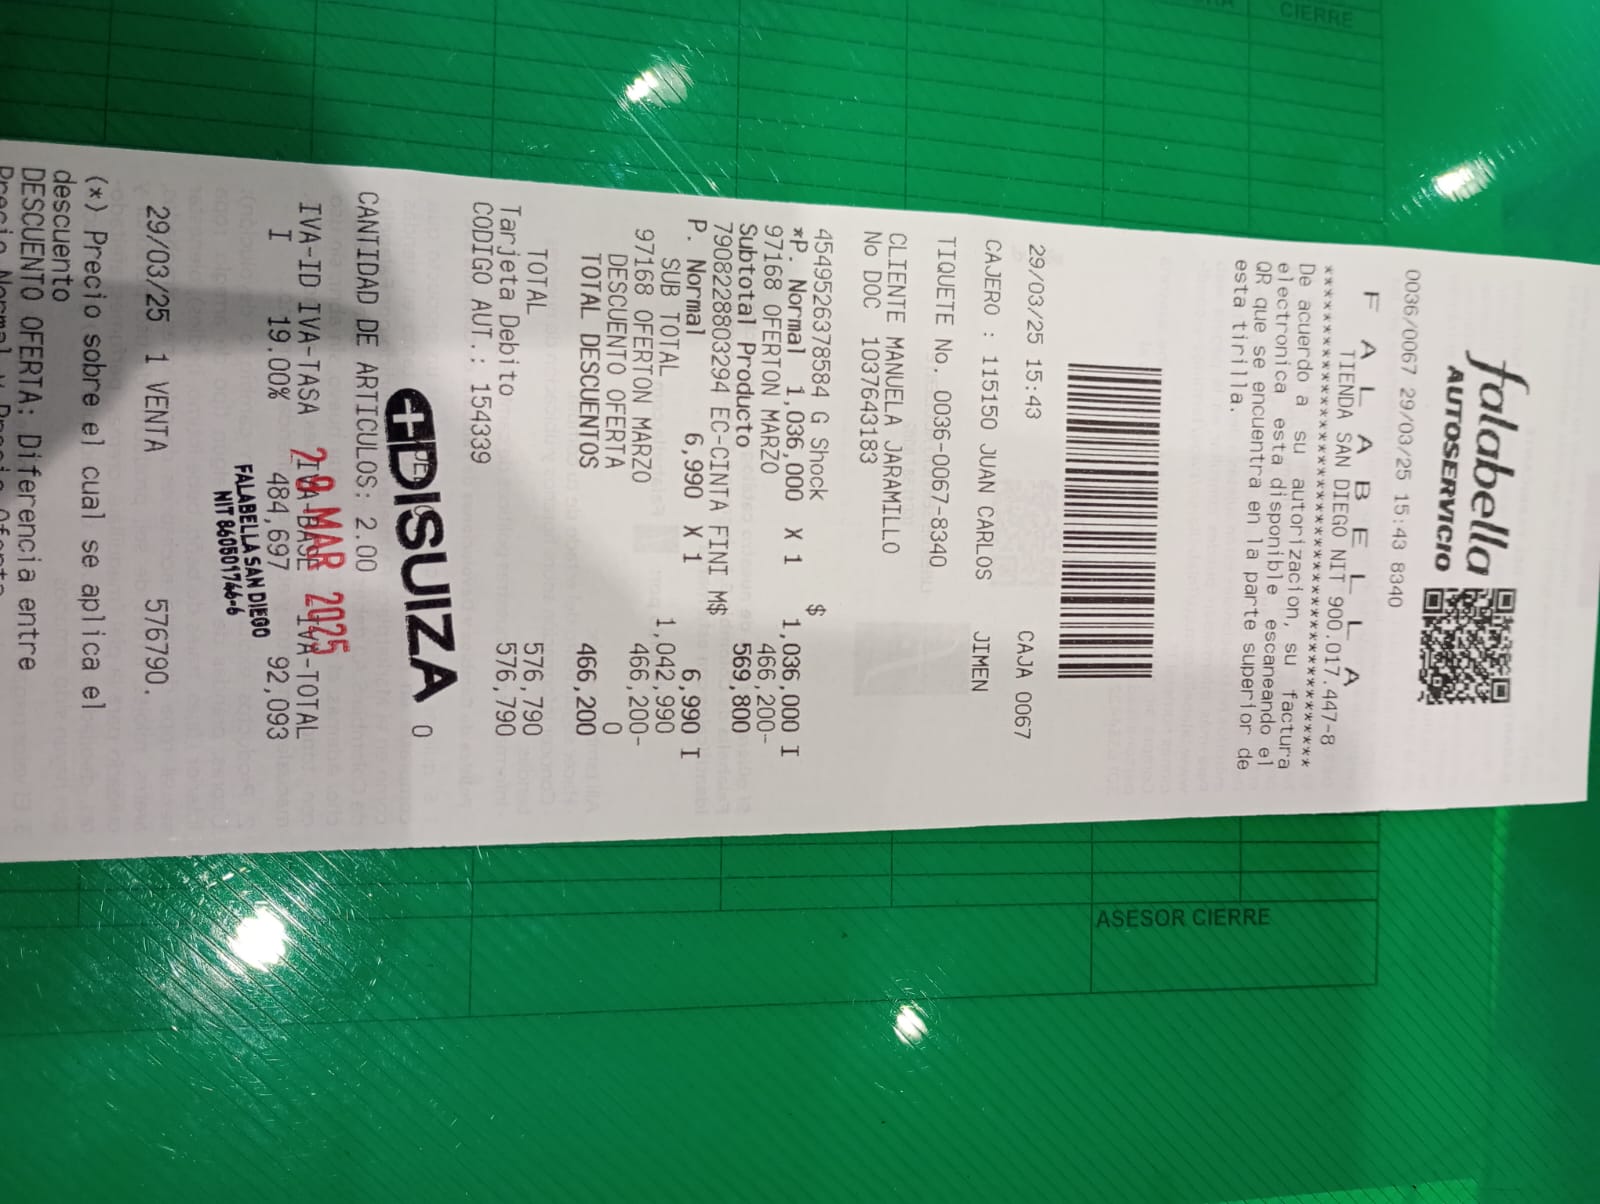 falabella
AUTOSERVICIO
0036/0067 29/03/25 15:43 8340
F A L A B E L L A
TIENDA SAN DIEGO NIT 900.017.447-8
****************************************
De acuerdo a su autorizacion, su factura
electronica esta disponible escaneando el
QR que se encuentra en la parte superior de
esta tirilla.
29/03/25 15:43 CAJA 0067
CAJERO : 115150 JUAN CARLOS JIMEN
TIQUETE No. 0036-0067-8340
CLIENTE MANUELA JARAMILLO
No DOC 1037643183
$
4549526378584 G Shock
*P. Normal 1,036,000 X 1 1,036,000 I
97168 OFERTON MARZO 466,200-
Subtotal Producto 569,800
7908228803294 EC-CINTA FINI M$
P. Normal 6,990 X 1 6,990 I
SUB TOTAL 1,042,990
97168 OFERTON MARZO 466,200-
DESCUENTO OFERTA 0
TOTAL DESCUENTOS 466,200
TOTAL 576,790
Tarjeta Debito 576,790
CODIGO AUT.: 154339
DISUIZA
0
CANTIDAD DE ARTICULOS: 2.00
IVA-ID IVA-TASA IVA-BASE IVA-TOTAL
29 MAR 2025
I 19.00% 484,697 92,093
FALABELLA SAN DIEGO
NIT 860501746-6
29/03/25 1 VENTA 576790.
(*) Precio sobre el cual se aplica el
descuento
DESCUENTO OFERTA: Diferencia entre
Precio Normal y Precio Oferta
CIERRE
ASESOR CIERRE